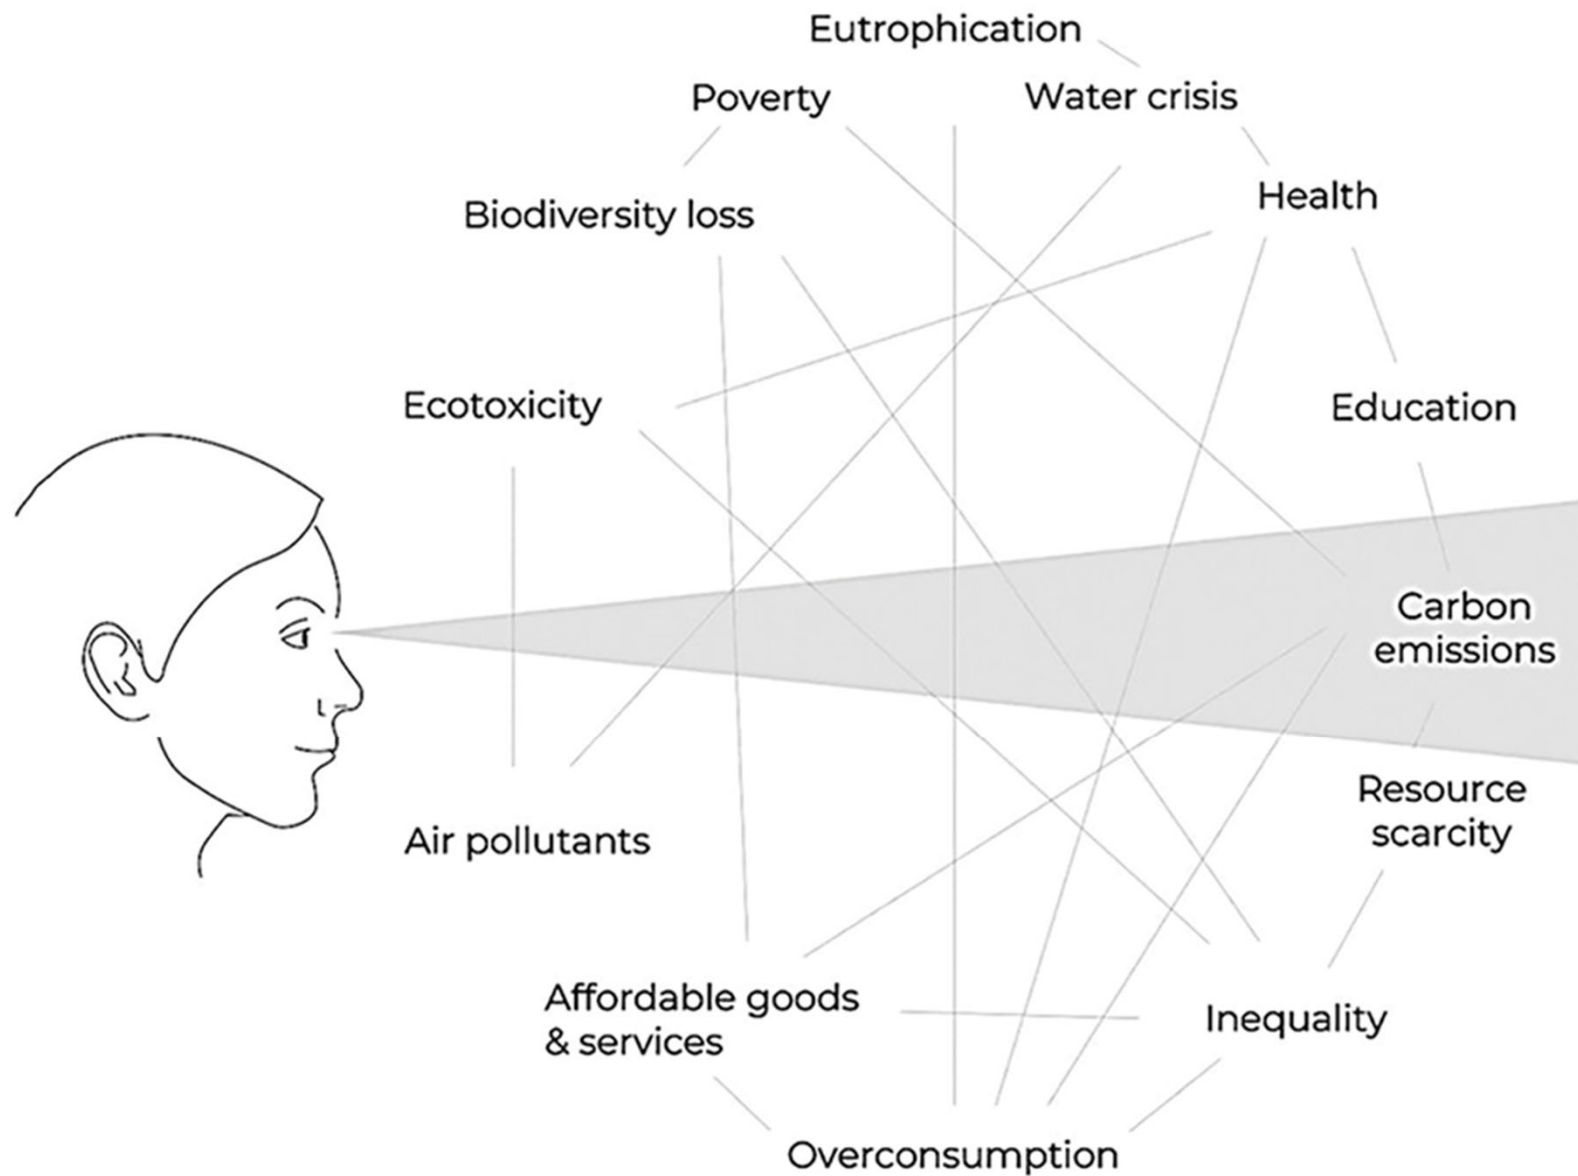 Eutrophication
Poverty
Water crisis
Health
Biodiversity loss
Ecotoxicity
Education
Carbon
emissions
Resource
scarcity
Air pollutants
Affordable goods
& services
Inequality
Overconsumption